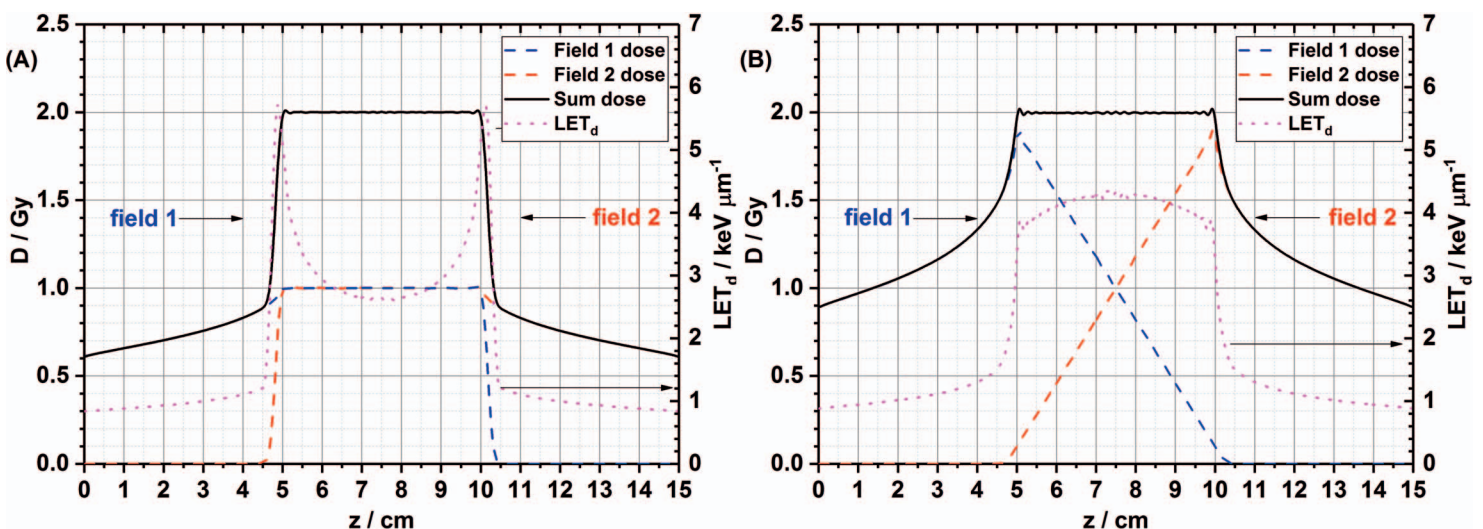 (A)
D / Gy
2.5
2.0
1.5
1.0
0.5
0.0
0 1 2 3 4 5 6 7 8 9 10 11 12 13 14 15
z / cm
7
6
5
4
3
2
1
0
LETd / keV μm-1
Field 1 dose
Field 2 dose
Sum dose
LETd
field 1
field 2
(B)
D / Gy
2.5
2.0
1.5
1.0
0.5
0.0
0 1 2 3 4 5 6 7 8 9 10 11 12 13 14 15
z / cm
7
6
5
4
3
2
1
0
LETd / keV μm-1
Field 1 dose
Field 2 dose
Sum dose
LETd
field 1
field 2